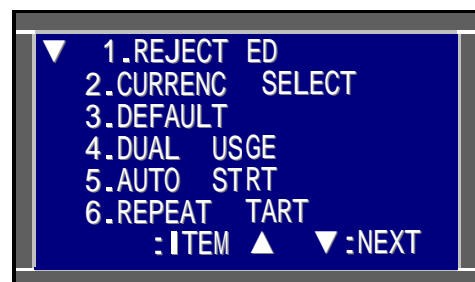 ▼ 1.REJECT ED
2.CURRENC SELECT
3.DEFAULT
4.DUAL USGE
5.AUTO STRT
6.REPEAT TART
:ITEM ▲ ▼:NEXT